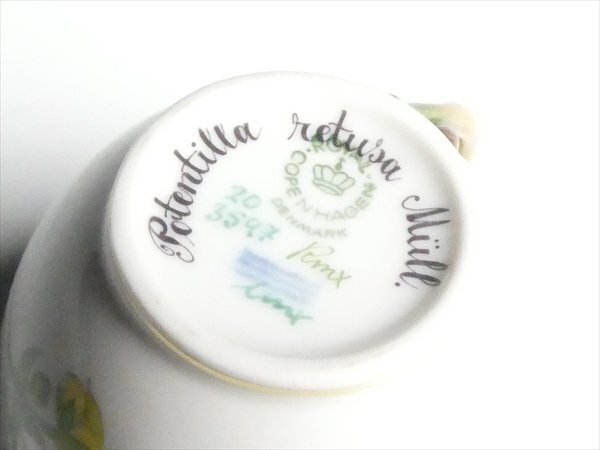 Potentilla retusa Müll.
ROYAL
COPENHAGEN
DENMARK
20
3597